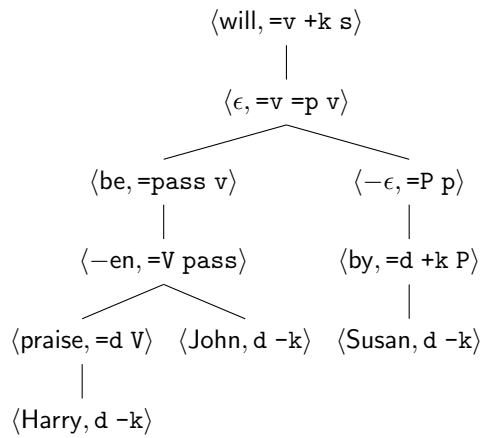 ⟨will, =v +k s⟩
⟨ϵ, =v =p v⟩
⟨be, =pass v⟩ ⟨−ϵ, =P p⟩
⟨−en, =V pass⟩ ⟨by, =d +k P⟩
⟨praise, =d V⟩ ⟨John, d −k⟩ ⟨Susan, d −k⟩
⟨Harry, d −k⟩